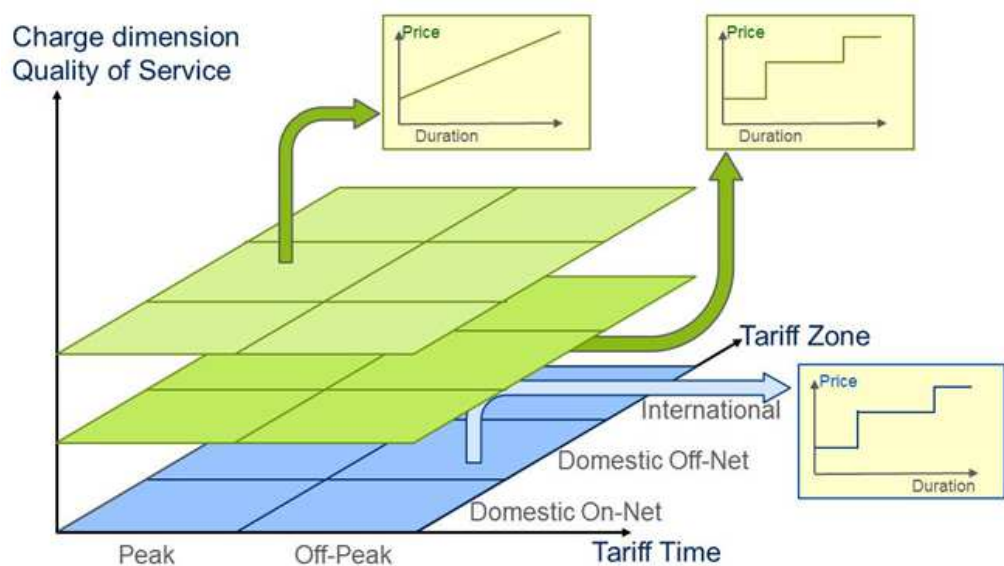 Charge dimension
Quality of Service
Price
Duration
Price
Duration
Tariff Zone
Price
Duration
International
Domestic Off-Net
Domestic On-Net
Peak
Off-Peak
Tariff Time